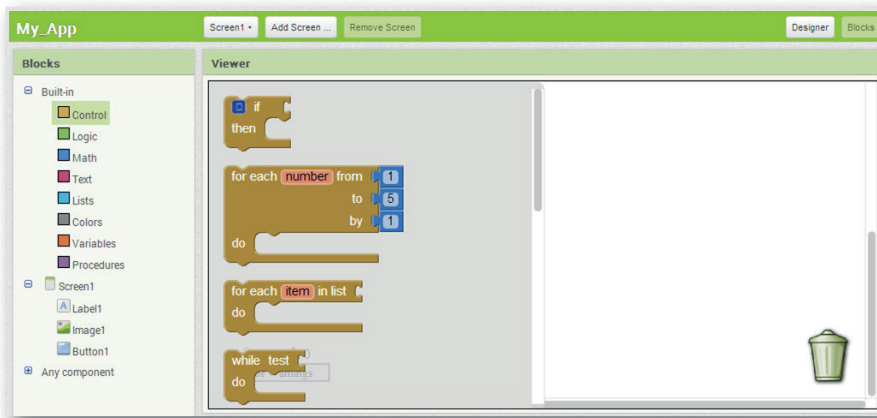 My_App
Screen1
Add Screen ...
Remove Screen
Designer
Blocks
Blocks
Viewer
Built-in
Control
Logic
Math
Text
Lists
Colors
Variables
Procedures
Screen1
Label1
A
Image1
Button1
Any component
if
then
for each number from 1
to 5
by 1
do
for each item in list
do
while test
do